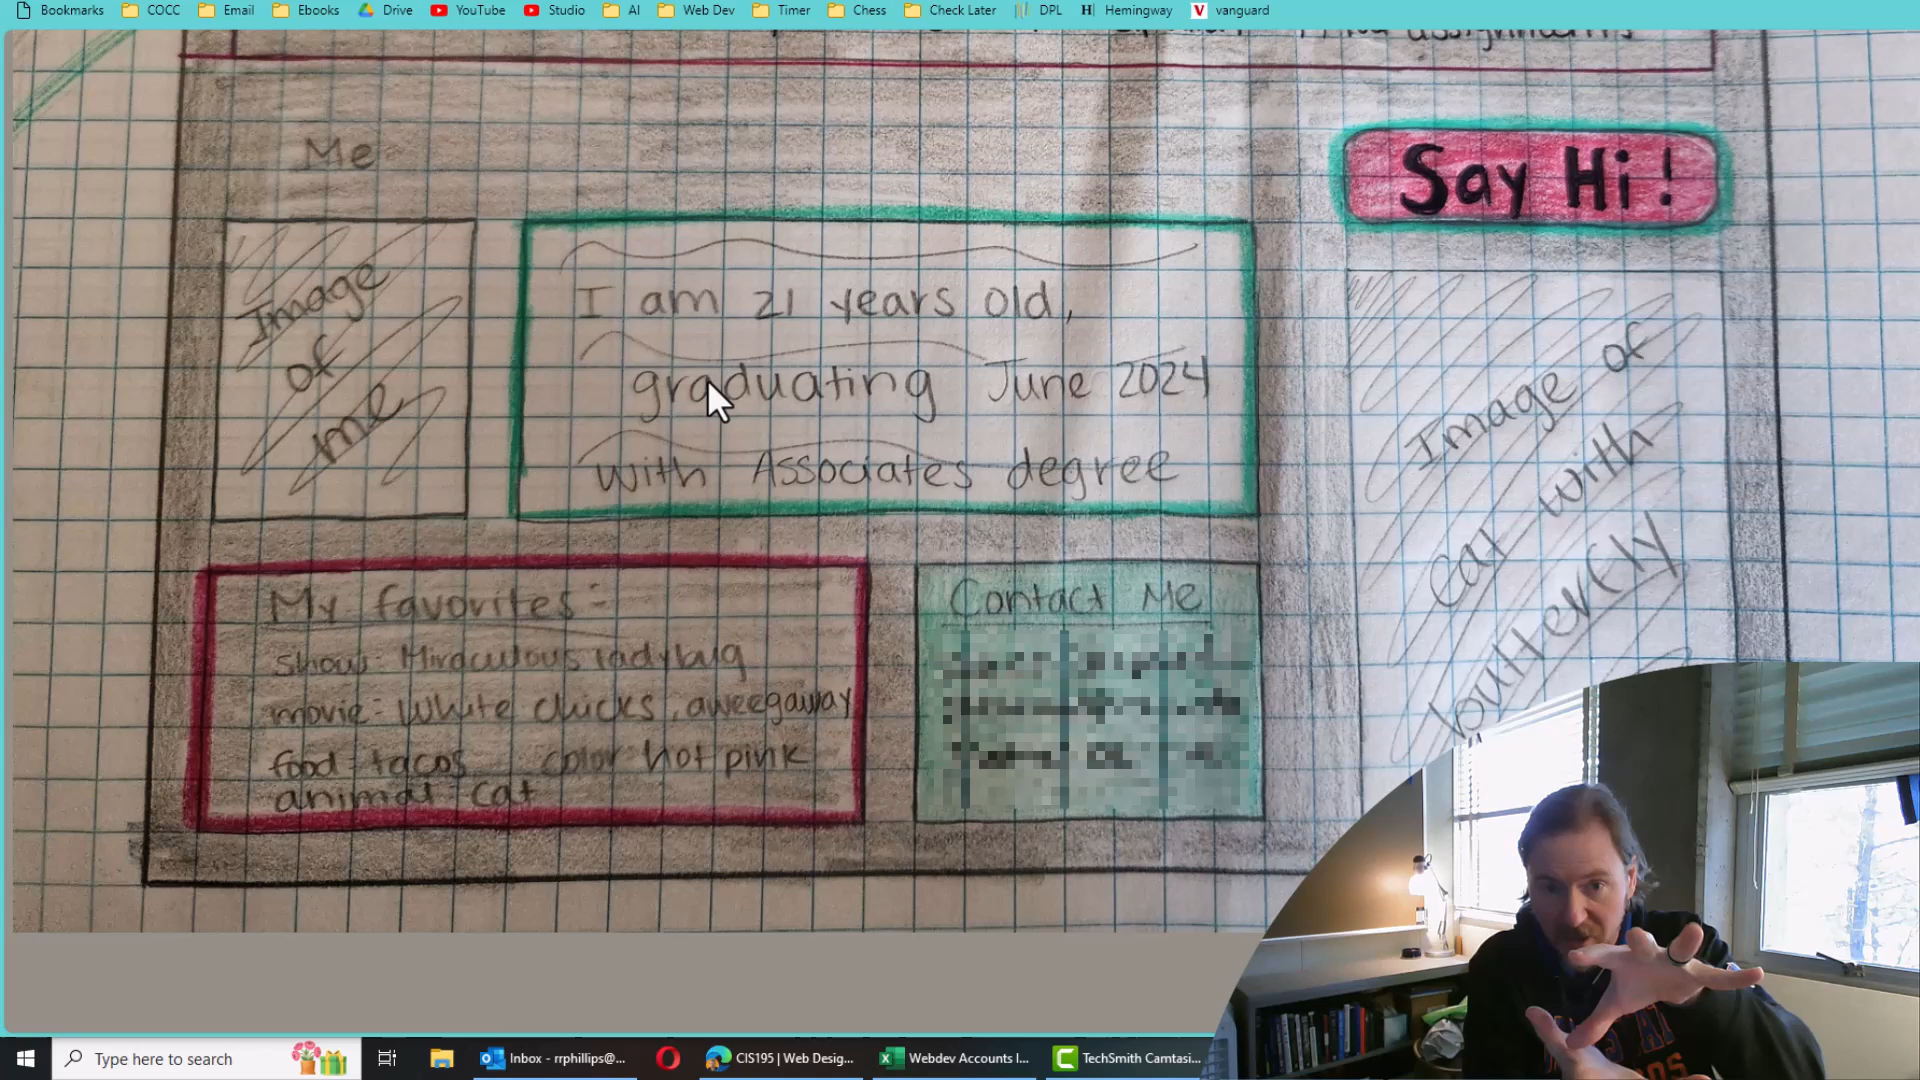 Bookmarks COCC Email Ebooks Drive YouTube Studio AI Web Dev Timer Chess Check Later DPL Hemingway vanguard
assignments
Me
Say Hi!
Image
of
me
I am 21 years old,
graduating June 2024
with Associates degree
Image of
Cat with
butterfly
My favorites:
Show: Miraculous ladybug
movie: White chicks, aweegaway
food: tacos color: hot pink
animal: cat
Contact Me
Type here to search Inbox - rrphillips@... CIS195 | Web Desig... Webdev Accounts I... TechSmith Camtasi...